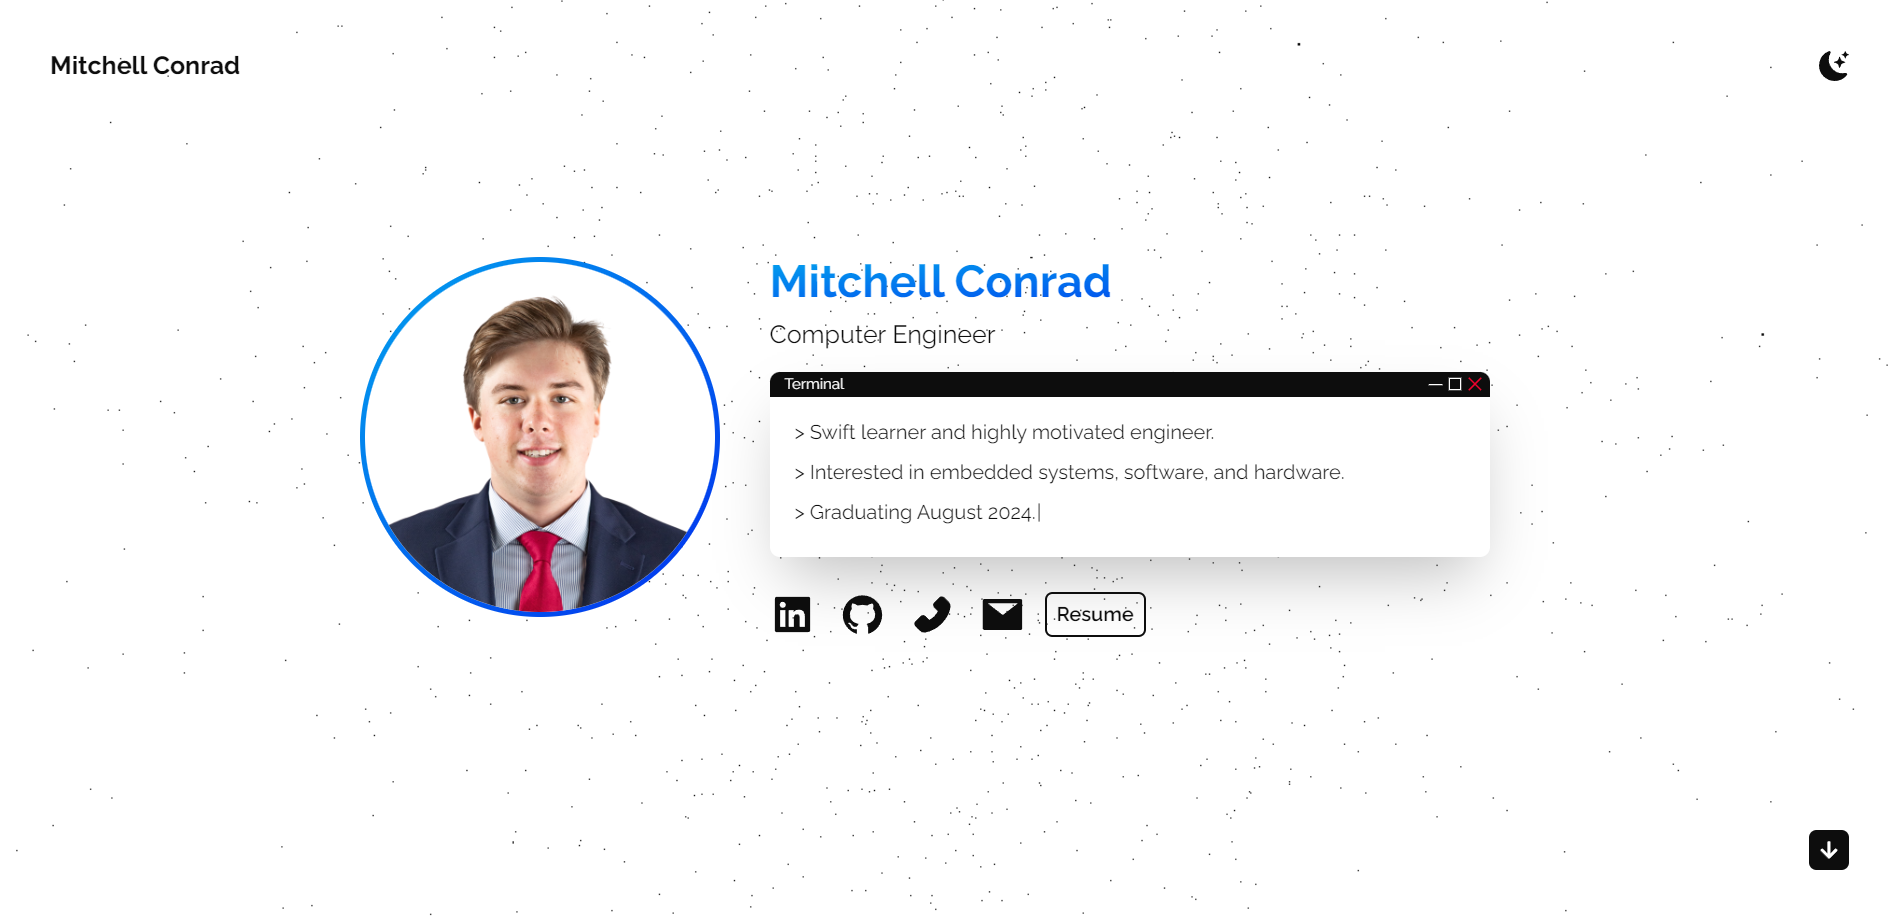 Mitchell Conrad
Mitchell Conrad
Computer Engineer
Terminal
> Swift learner and highly motivated engineer.
> Interested in embedded systems, software, and hardware.
> Graduating August 2024.|
in
Resume